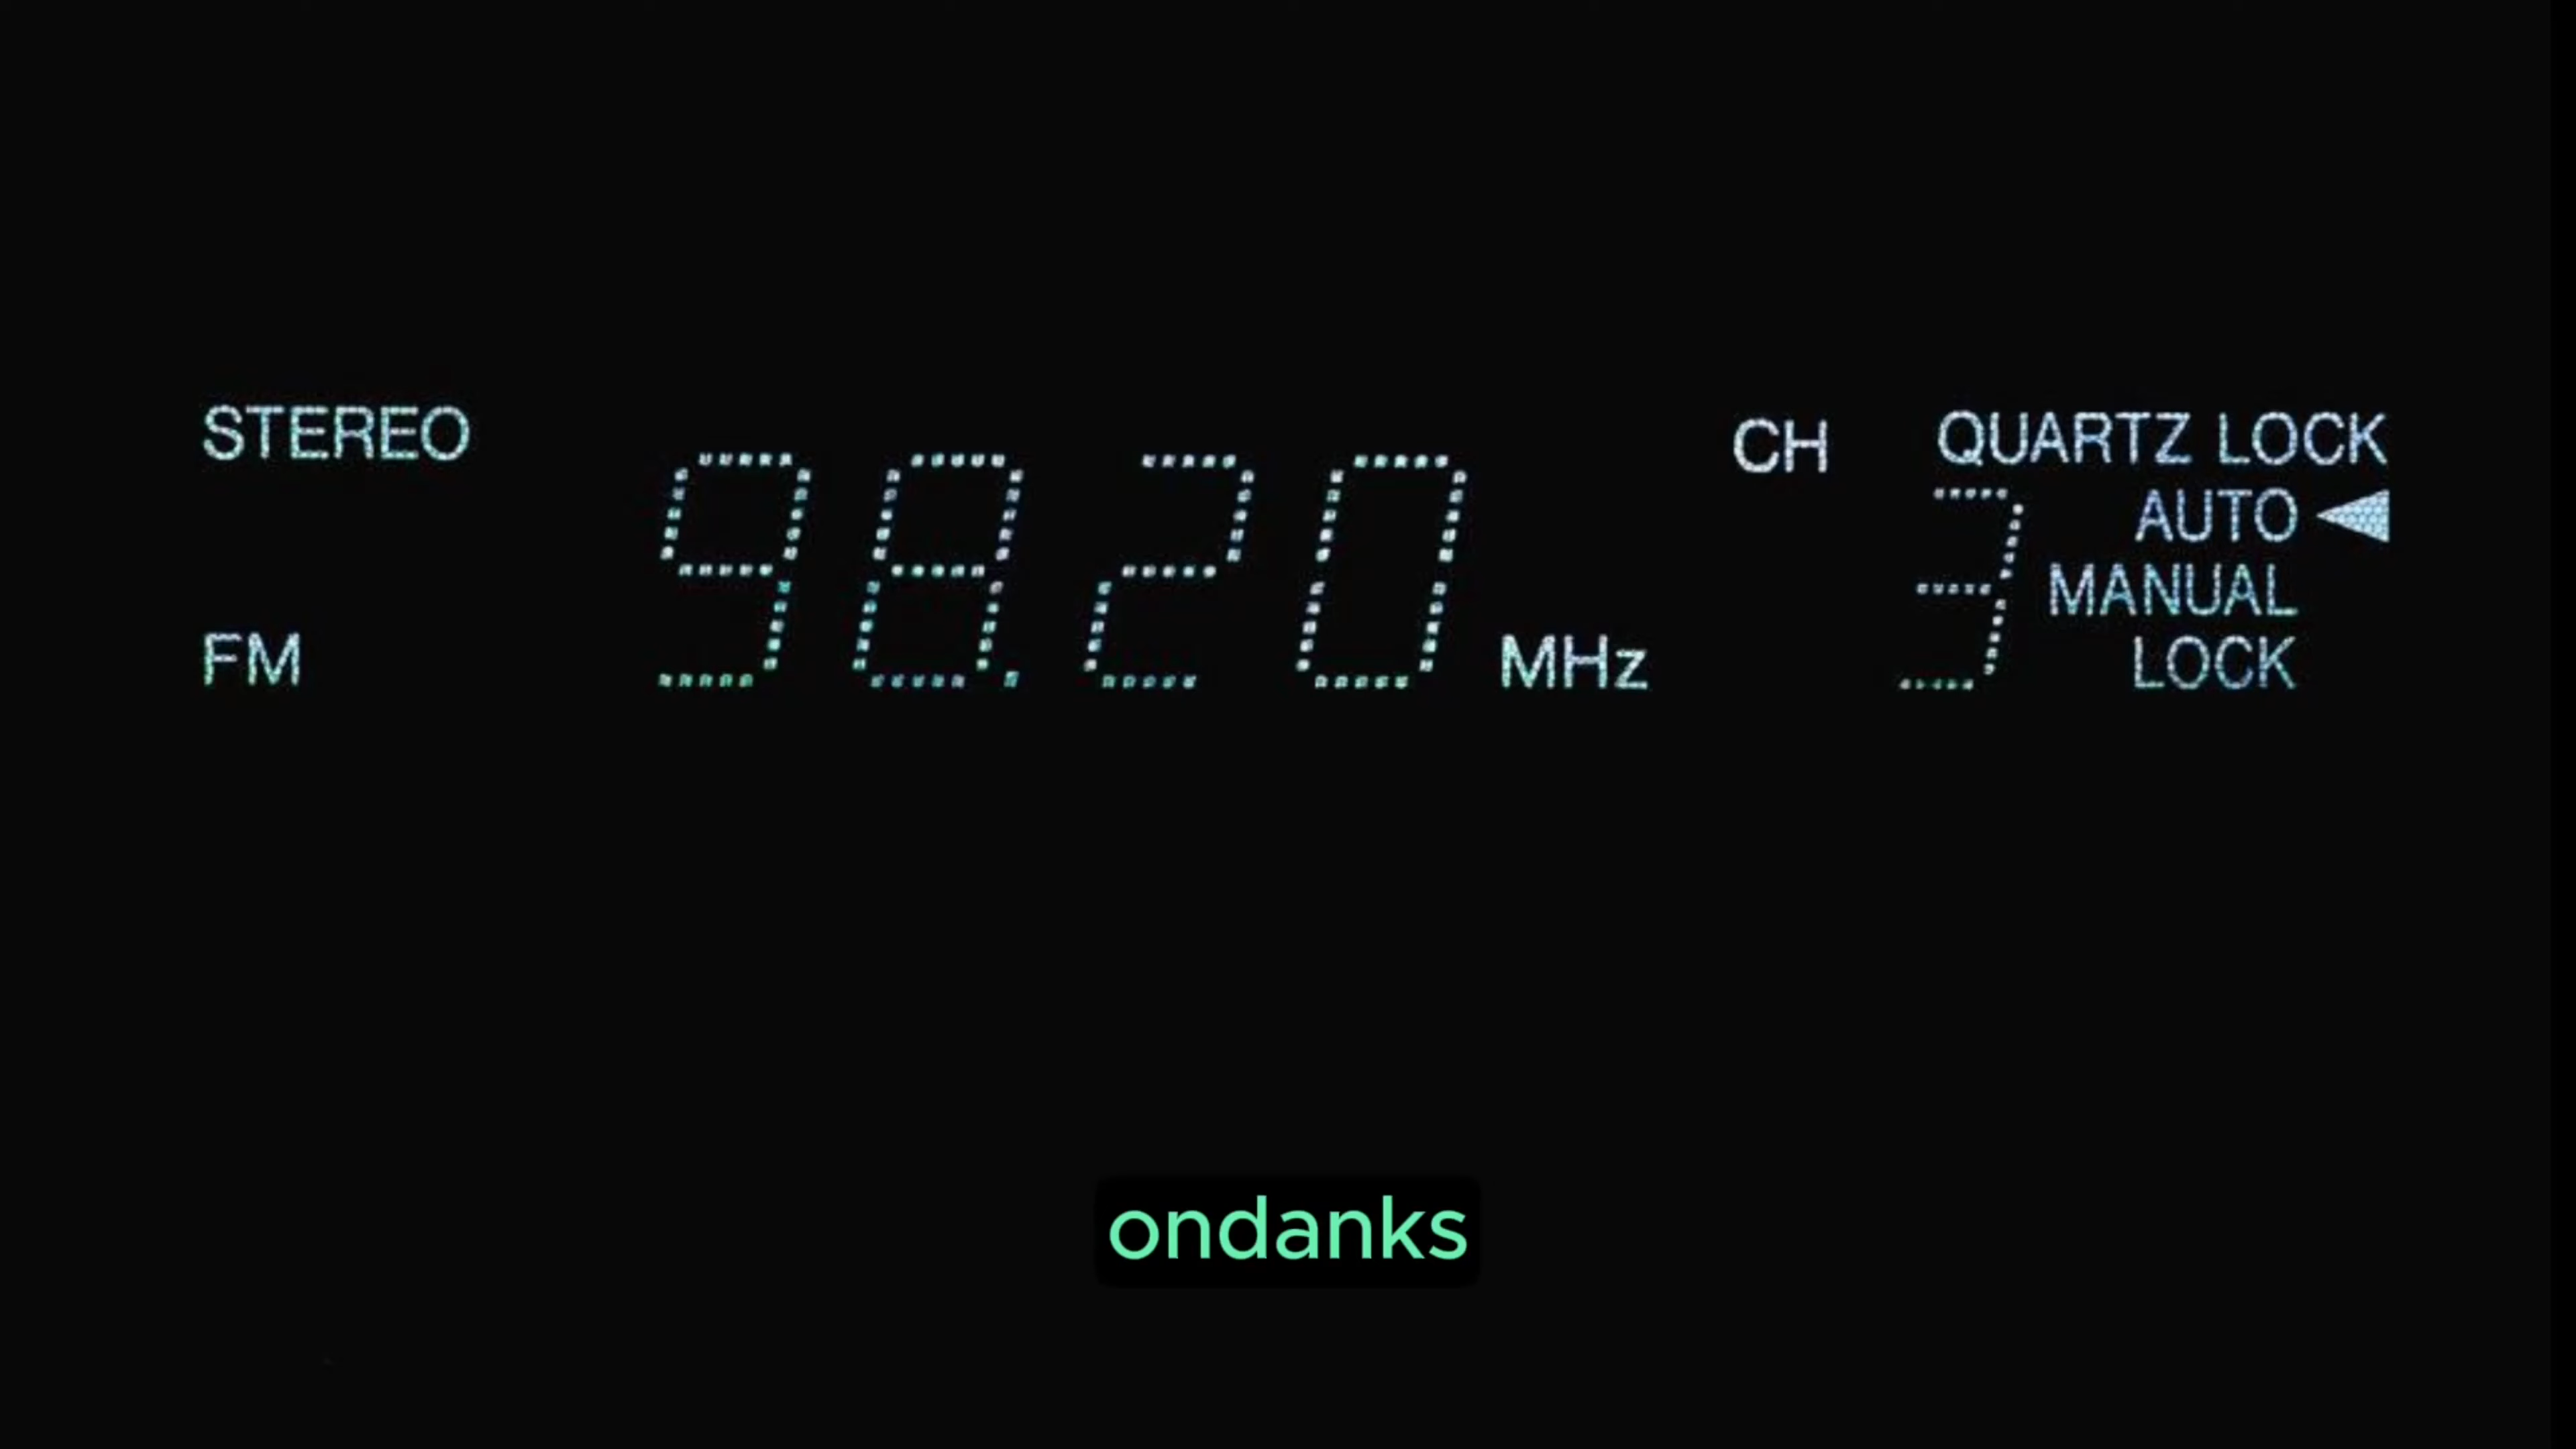 STEREO
FM
98.20 MHz
CH 3
QUARTZ LOCK
AUTO
MANUAL
LOCK
ondanks